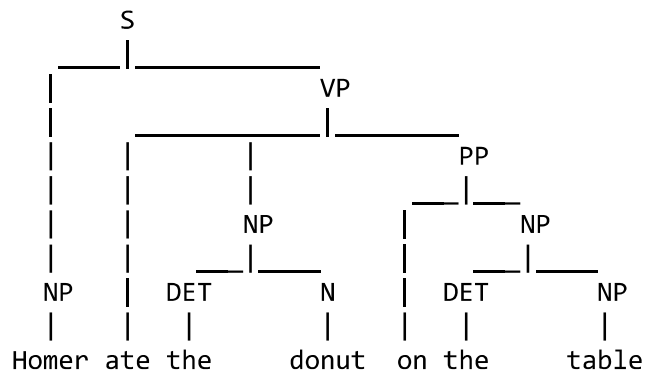 S
VP
PP
NP NP
NP DET N DET NP
Homer ate the donut on the table